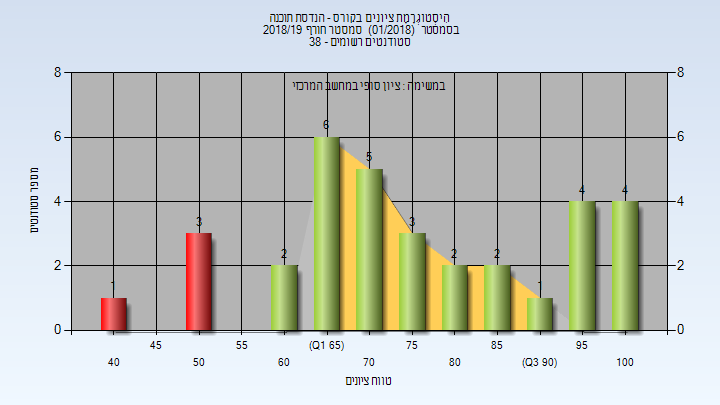 היסטוגרמת ציונים בקורס - הנדסת תוכנה
בסמסטר (01/2018) סמסטר חורף 2018/19
סטודנטים רשומים - 38
במשימה : ציון סופי במחשב המרכזי
8 8
6 6
4 4
2 2
0 0
1 3 2 6 5 3 2 2 1 4 4
מספר סטודנטים
45 55 (Q1 65) 75 85 95
40 50 60 70 80 (Q3 90) 100
טווח ציונים